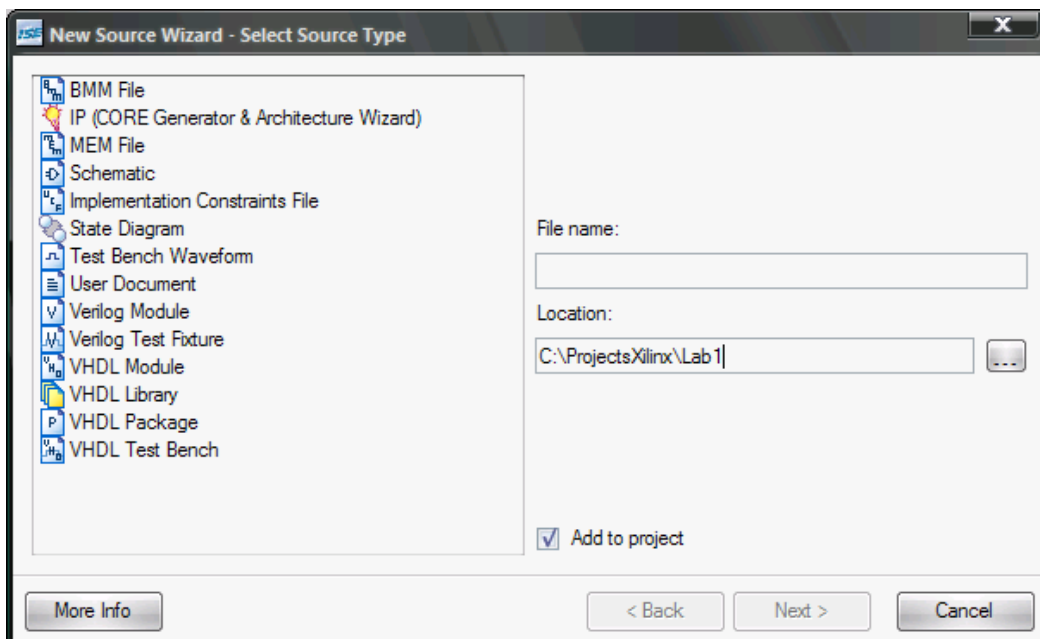 ISE New Source Wizard - Select Source Type
X
BMM File
IP (CORE Generator & Architecture Wizard)
MEM File
Schematic
Implementation Constraints File
State Diagram
Test Bench Waveform
User Document
Verilog Module
Verilog Test Fixture
VHDL Module
VHDL Library
VHDL Package
VHDL Test Bench
File name:
Location:
C:\ProjectsXilinx\Lab1
...
Add to project
More Info
< Back
Next >
Cancel